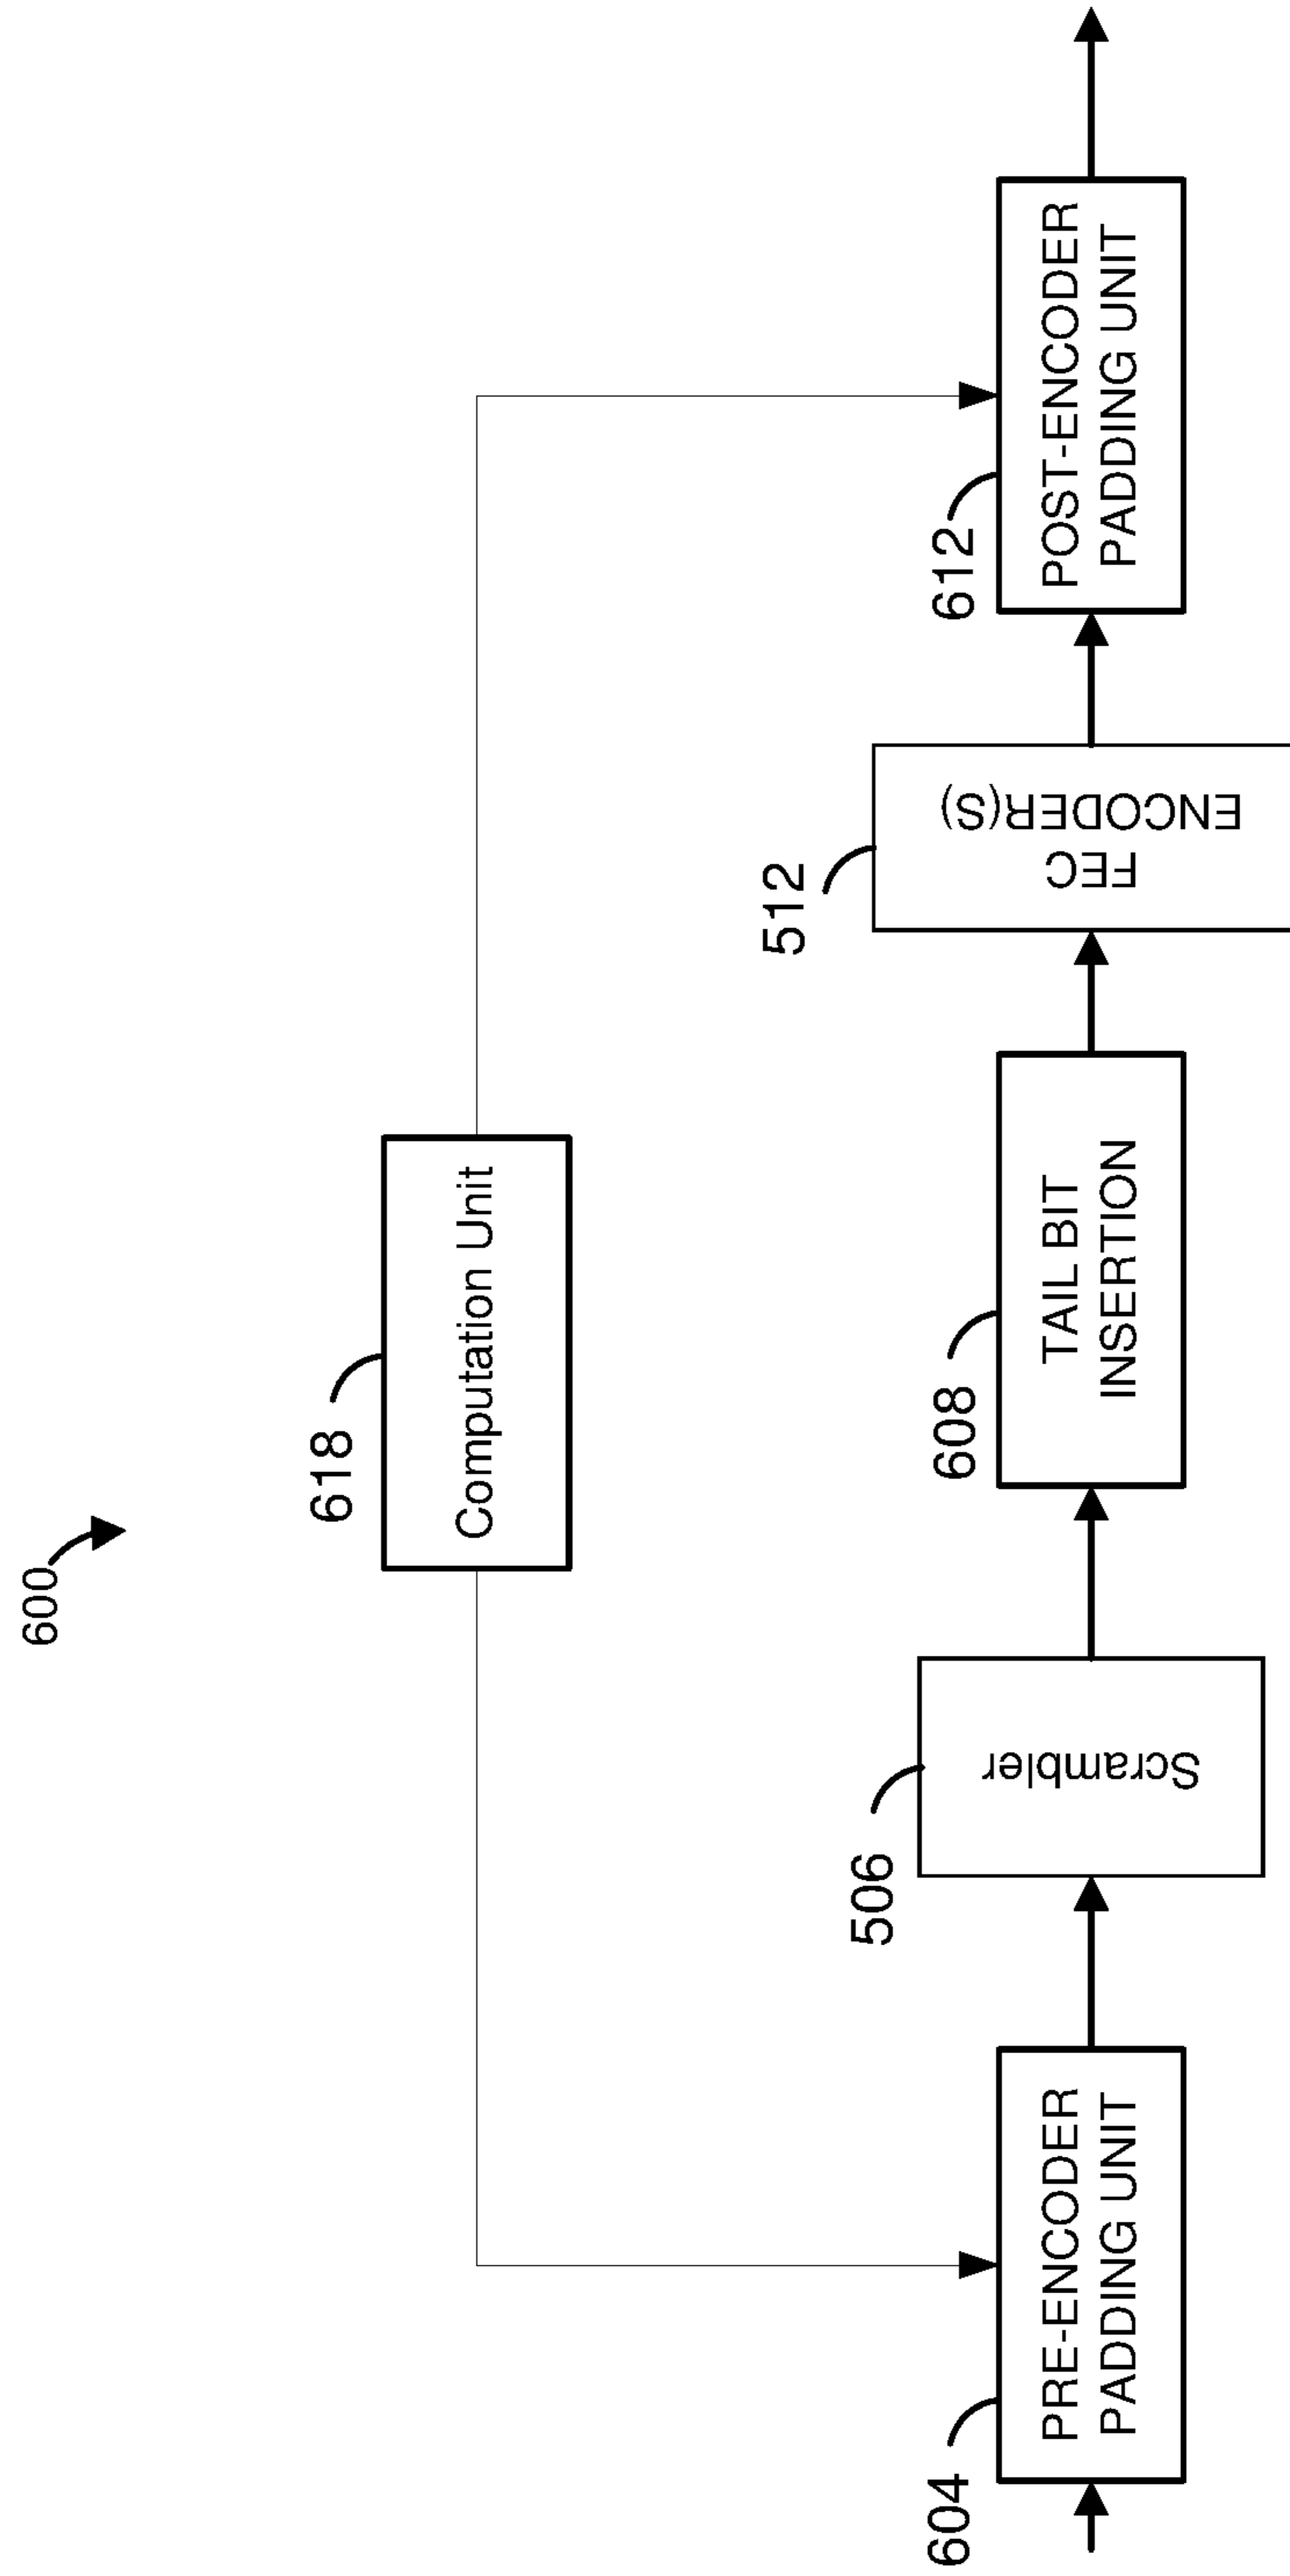 600
618
Computation Unit
604
PRE-ENCODER
PADDING UNIT
506
Scrambler
608
TAIL BIT
INSERTION
512
FEC
ENCODER(S)
612
POST-ENCODER
PADDING UNIT